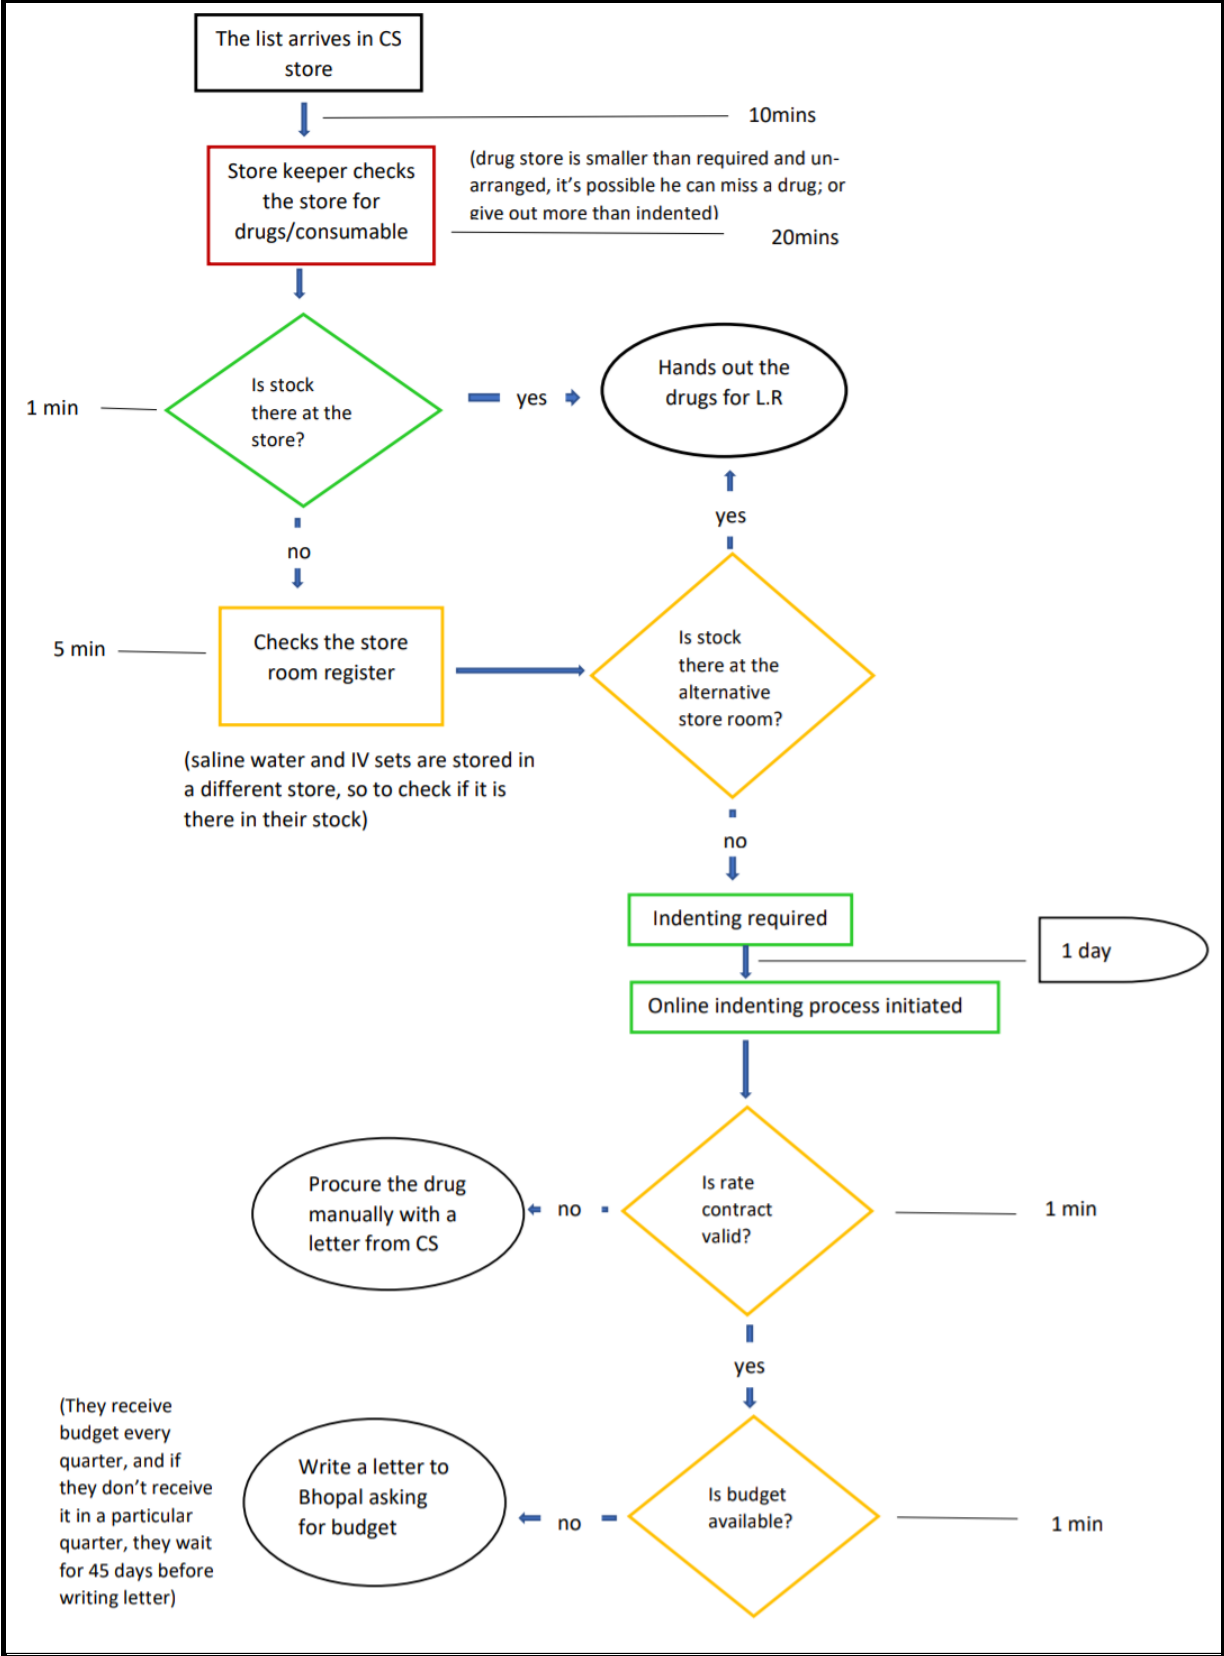 The list arrives in CS
store
10mins
Store keeper checks
the store for
drugs/consumable
(drug store is smaller than required and un-
arranged, it's possible he can miss a drug; or
give out more than indented)
20mins
Is stock
there at the
store?
1 min
yes
Hands out the
drugs for L.R
yes
no
5 min
Checks the store
room register
Is stock
there at the
alternative
store room?
(saline water and IV sets are stored in
a different store, so to check if it is
there in their stock)
no
Indenting required
1 day
Online indenting process initiated
Is rate
contract
valid?
1 min
no
Procure the drug
manually with a
letter from CS
yes
(They receive
budget every
quarter, and if
they don't receive
it in a particular
quarter, they wait
for 45 days before
writing letter)
Write a letter to
Bhopal asking
for budget
no
Is budget
available?
1 min